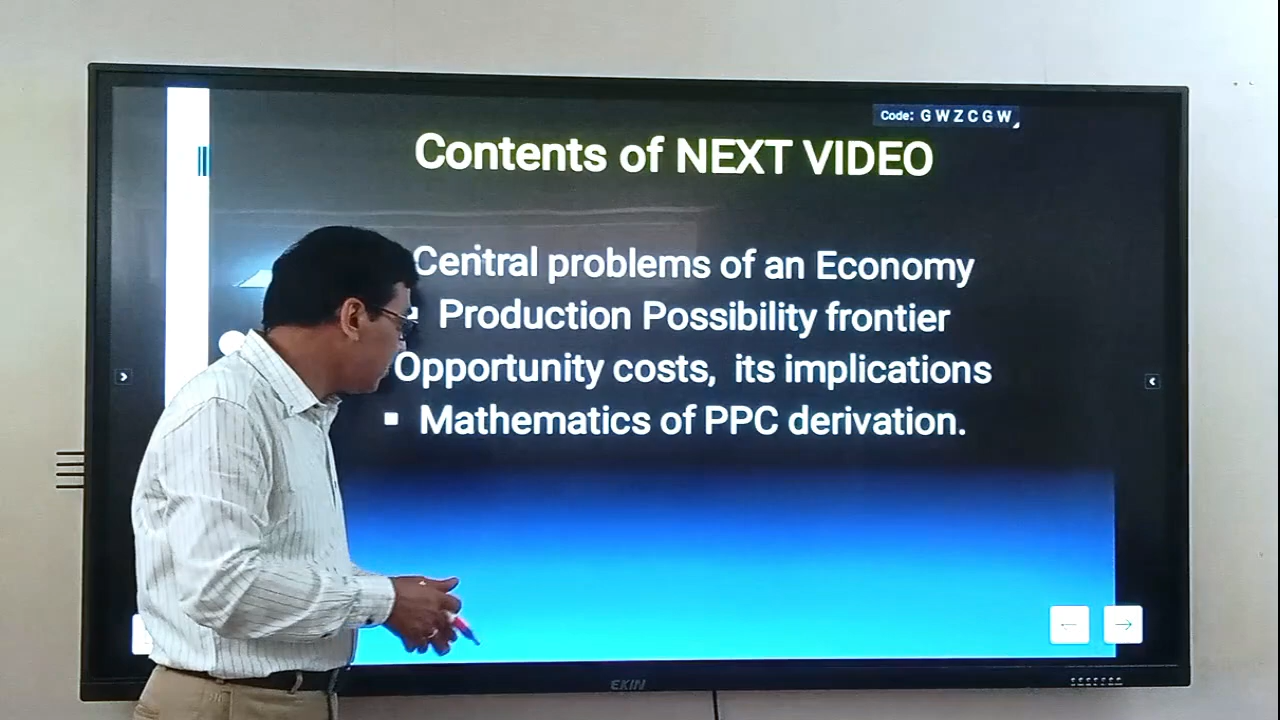 Code: G W Z C G W
Contents of NEXT VIDEO
Central problems of an Economy
▪ Production Possibility frontier
Opportunity costs, its implications
▪ Mathematics of PPC derivation.
EKIN